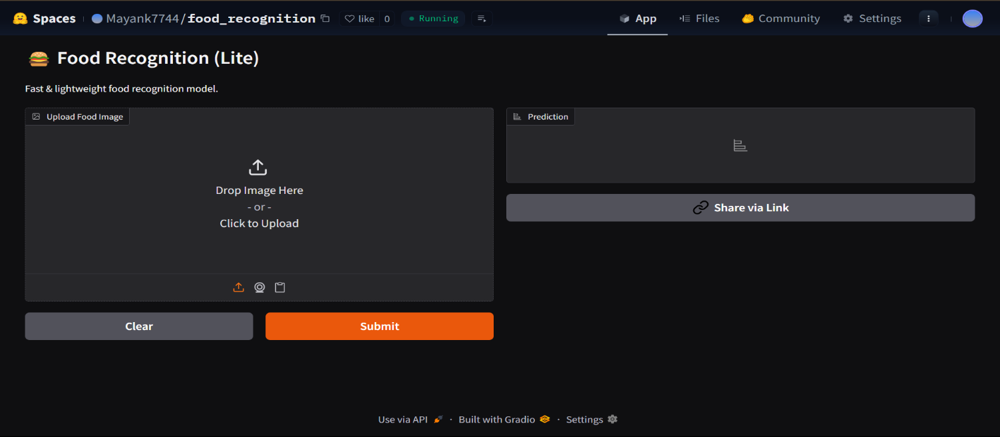 Spaces Mayank7744/food_recognition like 0 Running App Files Community Settings
Food Recognition (Lite)
Fast & lightweight food recognition model.
Upload Food Image
Drop Image Here
- or -
Click to Upload
Clear Submit
Prediction
Share via Link
Use via API · Built with Gradio · Settings